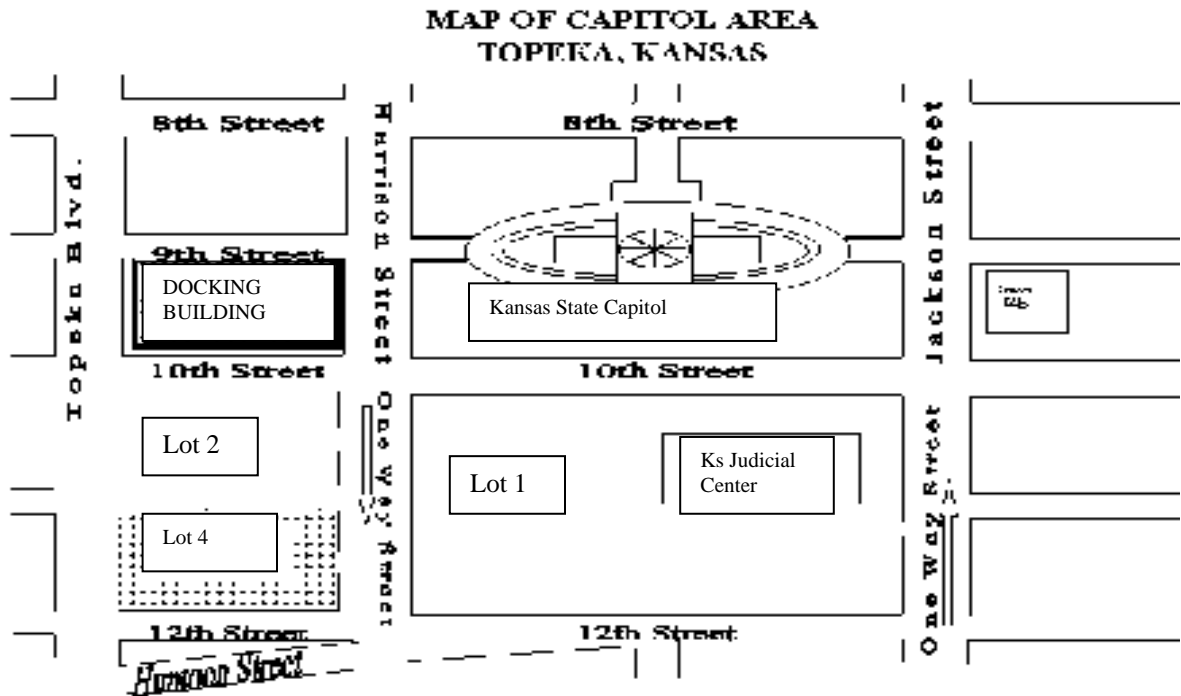 MAP OF CAPITOL AREA
TOPEKA, KANSAS
8th Street
8th Street
Harrison Street
Jackson Street
Blvd.
9th Street
DOCKING
BUILDING
Kansas State Capitol
10th Street
10th Street
One Way Street
One Way Street
Lot 2
Lot 1
Ks Judicial
Center
Lot 4
12th Street
12th Street
Street